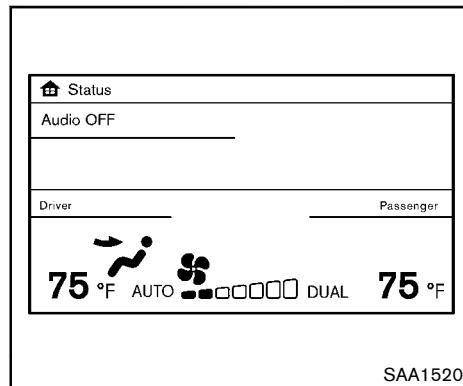 Status
Audio OFF
Driver Passenger
75 °F AUTO DUAL 75 °F
SAA1520